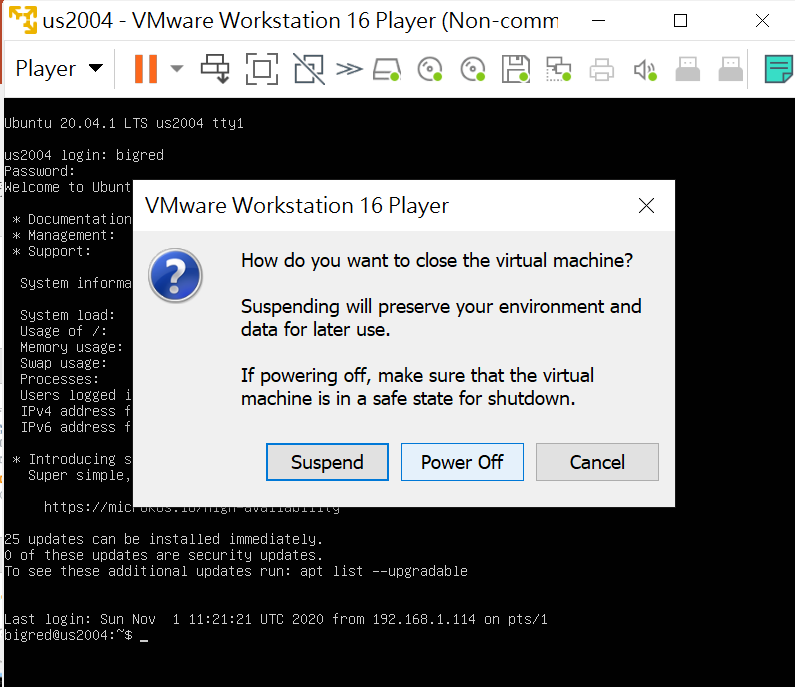 us2004 - VMware Workstation 16 Player (Non-comm
Player
Ubuntu 20.04.1 LTS us2004 tty1
us2004 login: bigred
Password:
Welcome to Ubunt
* Documentation
* Management:
* Support:
System informa
System load:
Usage of /:
Memory usage:
Swap usage:
Processes:
Users logged i
IPv4 address f
IPv6 address f
* Introducing s
Super simple,
https://microk8s.io/high-availability
25 updates can be installed immediately.
0 of these updates are security updates.
To see these additional updates run: apt list --upgradable
Last login: Sun Nov  1 11:21:21 UTC 2020 from 192.168.1.114 on pts/1
bigred@us2004:~$ _
VMware Workstation 16 Player
How do you want to close the virtual machine?
Suspending will preserve your environment and
data for later use.
If powering off, make sure that the virtual
machine is in a safe state for shutdown.
Suspend
Power Off
Cancel